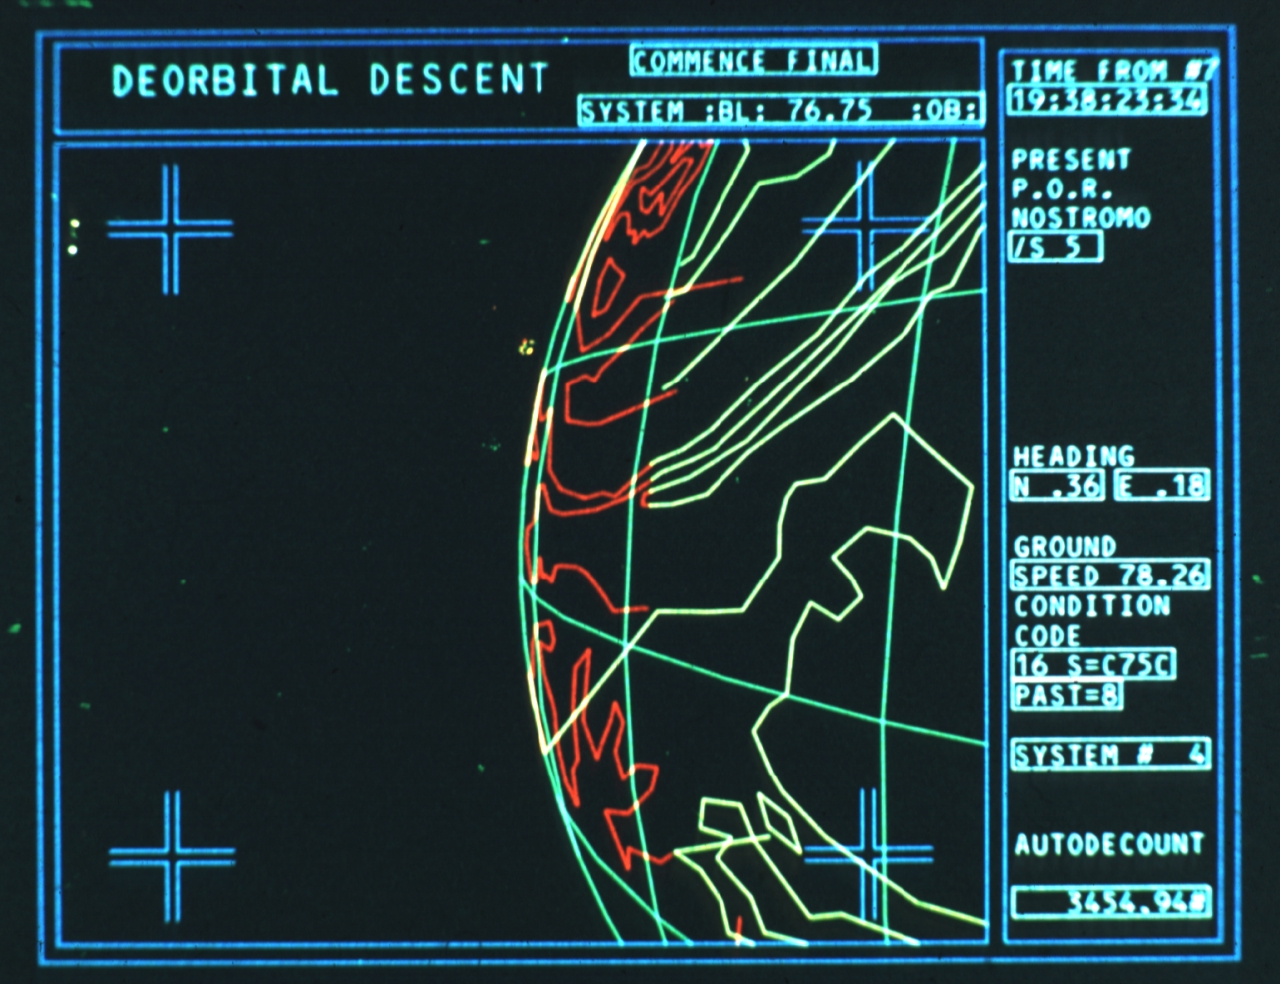 DEORBITAL DESCENT
COMMENCE FINAL
SYSTEM :BL: 76.75 :OB:
TIME FROM #7
19:38:23:34
PRESENT
P.O.R.
NOSTROMO
/S 5
HEADING
N .36 E .18
GROUND
SPEED 78.26
CONDITION
CODE
16 S=C75C
PAST=8
SYSTEM # 4
AUTODECOUNT
3454.94#